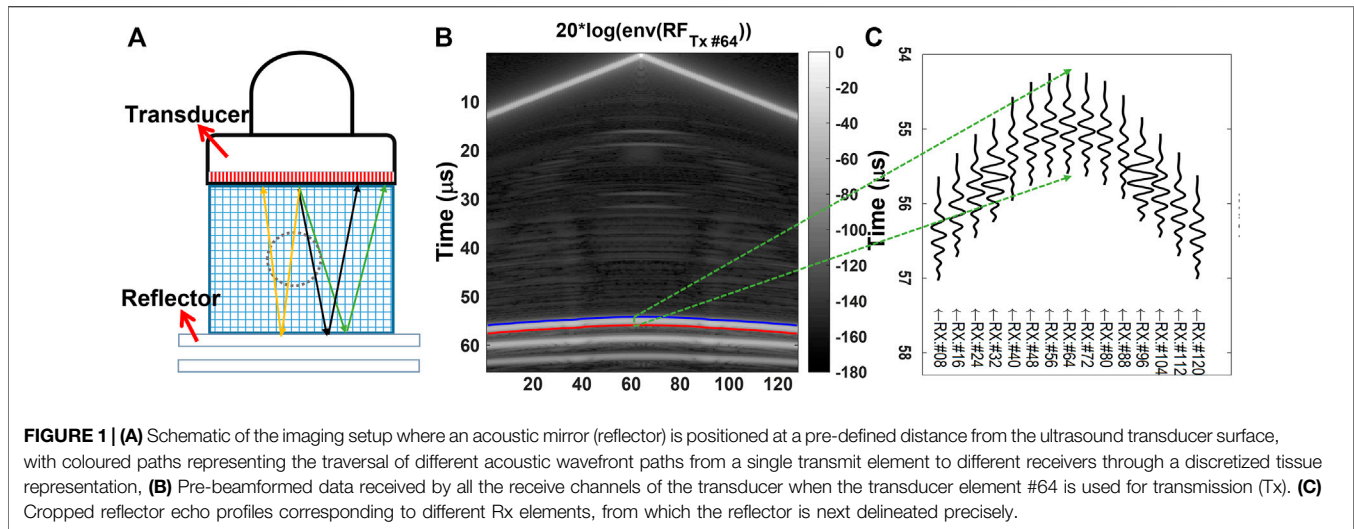 A
Transducer
Reflector
B
20*log(env(RF_Tx #64))
Time (μs)
10
20
30
40
50
60
20
40
60
80
100
120
0
-20
-40
-60
-80
-100
-120
-140
-160
-180
C
Time (μs)
54
55
56
57
58
←RX:#08
←RX:#16
←RX:#24
←RX:#32
←RX:#40
←RX:#48
←RX:#56
←RX:#64
←RX:#72
←RX:#80
←RX:#88
←RX:#96
←RX:#104
←RX:#112
←RX:#120
FIGURE 1 | (A) Schematic of the imaging setup where an acoustic mirror (reflector) is positioned at a pre-defined distance from the ultrasound transducer surface,
with coloured paths representing the traversal of different acoustic wavefront paths from a single transmit element to different receivers through a discretized tissue
representation, (B) Pre-beamformed data received by all the receive channels of the transducer when the transducer element #64 is used for transmission (Tx). (C)
Cropped reflector echo profiles corresponding to different Rx elements, from which the reflector is next delineated precisely.